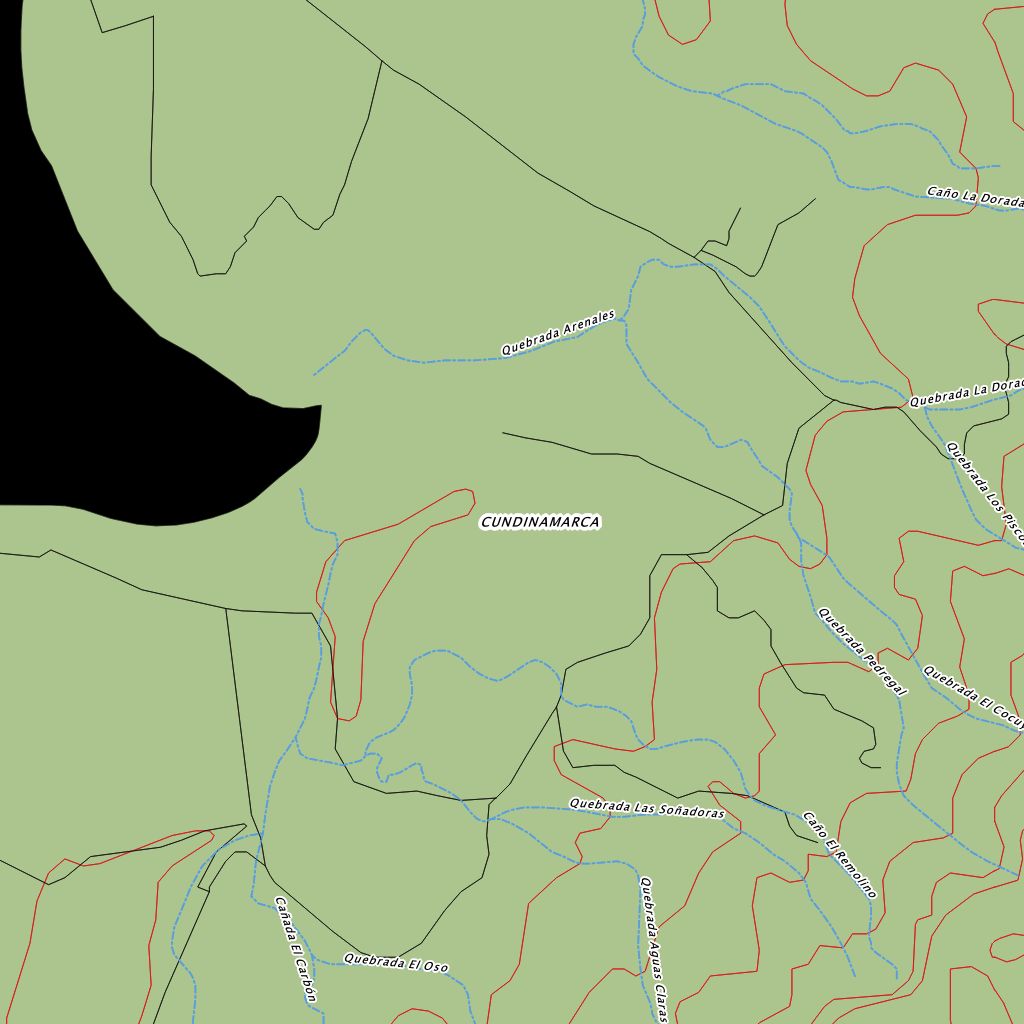 Caño La Dorada
Quebrada Arenales
Quebrada La Dorad
Quebrada Los Pisco
CUNDINAMARCA
Quebrada Pedregal
Quebrada El Cocuy
Quebrada Las Soñadoras
Caño El Remolino
Quebrada Aguas Claras
Cañada El Carbón
Quebrada El Oso